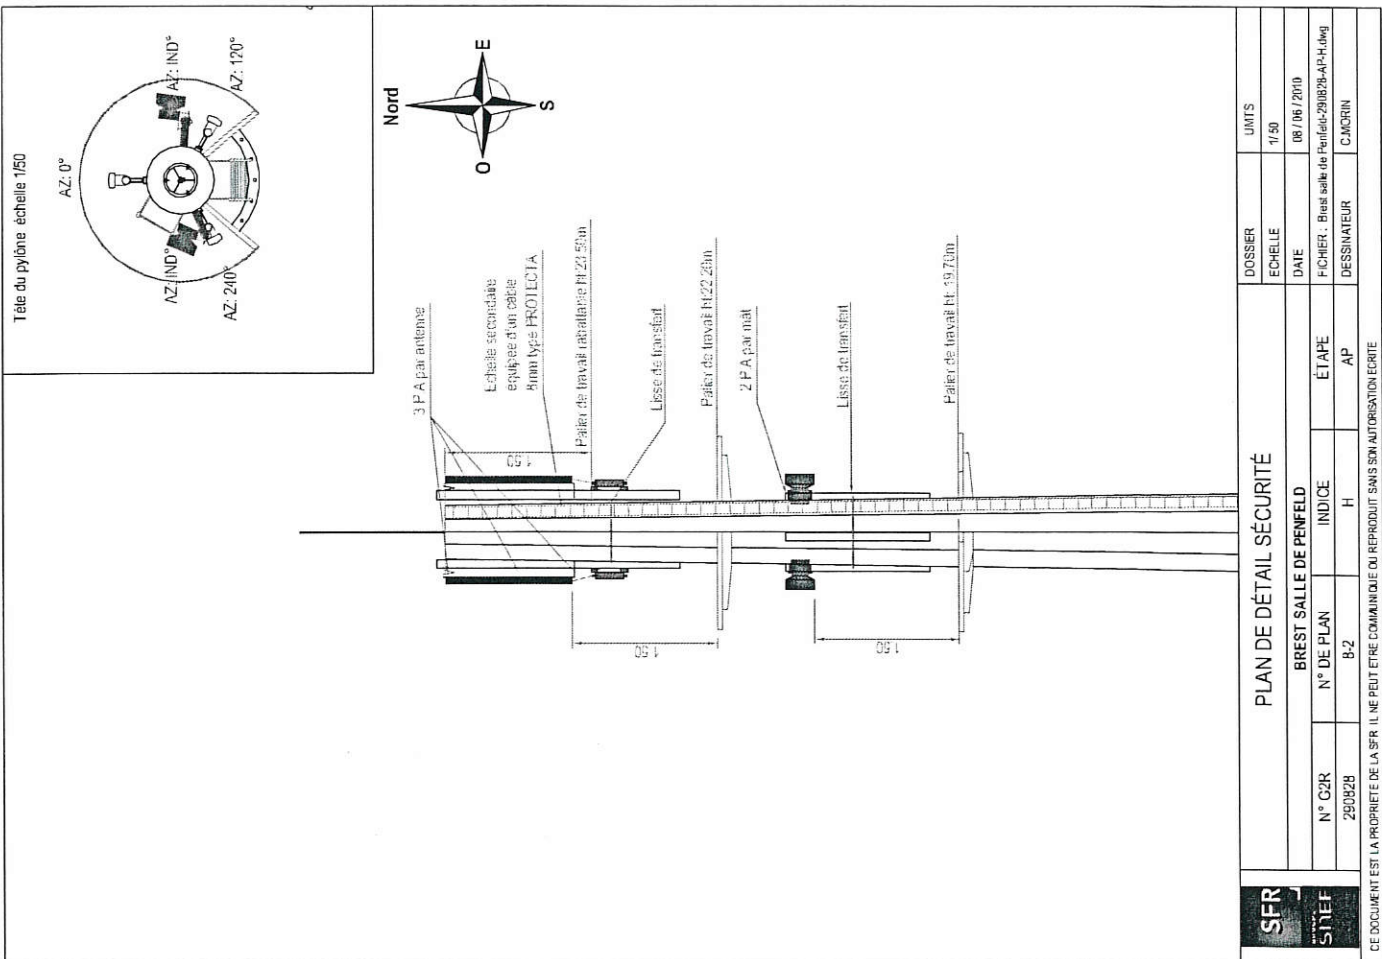 Tête du pylône échelle 1/50
AZ: 0°
AZ: IND°
AZ: 120°
AZ: IND°
AZ: 240°
Nord
E
S
O
3 P.A par antenne
Echelle secondaire
équipée d'un cable
8mm type PROTECTA
Palier de travail rabattable ht:23.50m
Lisse de transfert
Palier de travail ht:22.20m
2 P.A par mât
Lisse de transfert
Palier de travail ht: 19.70m
1.50
1.50
1.50
SFR
SNEF
PLAN DE DÉTAIL SÉCURITÉ
BREST SALLE DE PENFELD
N° G2R
N° DE PLAN
INDICE
ÉTAPE
290828
B-2
H
AP
DOSSIER UMTS
ECHELLE 1/50
DATE 08 / 06 / 2010
FICHIER : Brest salle de Penfeld-290828-AP-H.dwg
DESSINATEUR C.MORIN
CE DOCUMENT EST LA PROPRIETE DE LA SFR IL NE PEUT ETRE COMMUNIQUE OU REPRODUIT SANS SON AUTORISATION ECRITE